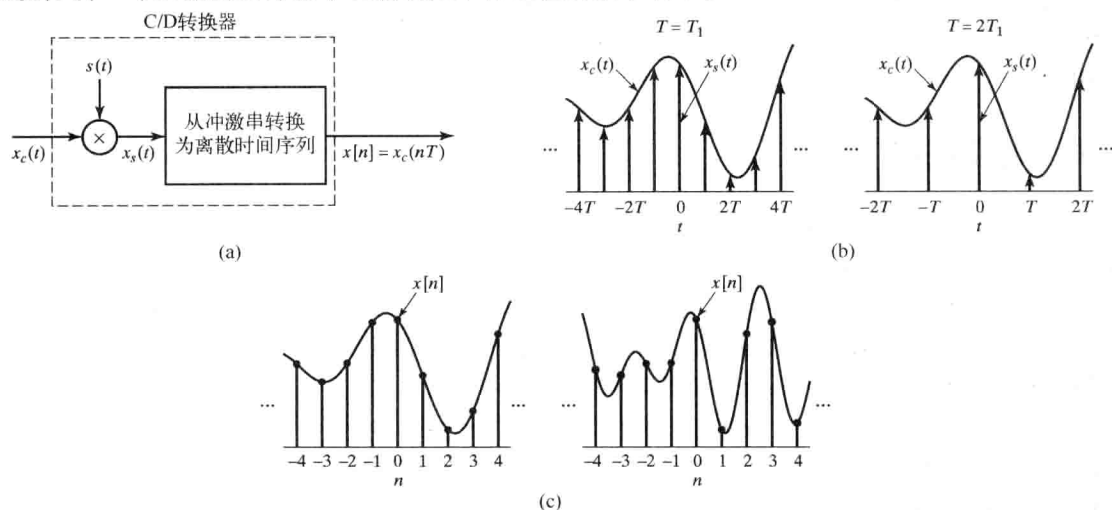 C/D转换器
s(t)
×
从冲激串转换
为离散时间序列
x_c(t)
x_s(t)
x[n] = x_c(nT)
(a)
T = T_1
x_c(t)
x_s(t)
...
...
−4T −2T 0 2T 4T
t
T = 2T_1
x_c(t)
x_s(t)
...
−2T −T 0 T 2T
t
(b)
x[n]
...
...
−4 −3 −2 −1 0 1 2 3 4
n
x[n]
...
...
−4 −3 −2 −1 0 1 2 3 4
n
(c)